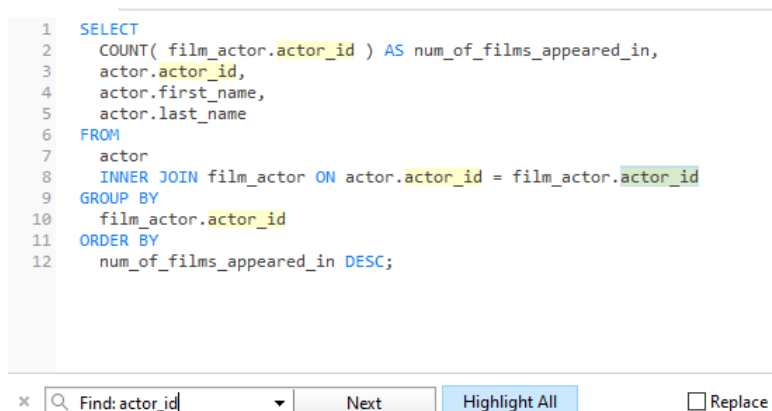 1 SELECT
2 COUNT( film_actor.actor_id ) AS num_of_films_appeared_in,
3 actor.actor_id,
4 actor.first_name,
5 actor.last_name
6 FROM
7 actor
8 INNER JOIN film_actor ON actor.actor_id = film_actor.actor_id
9 GROUP BY
10 film_actor.actor_id
11 ORDER BY
12 num_of_films_appeared_in DESC;
Find: actor_id Next Highlight All Replace